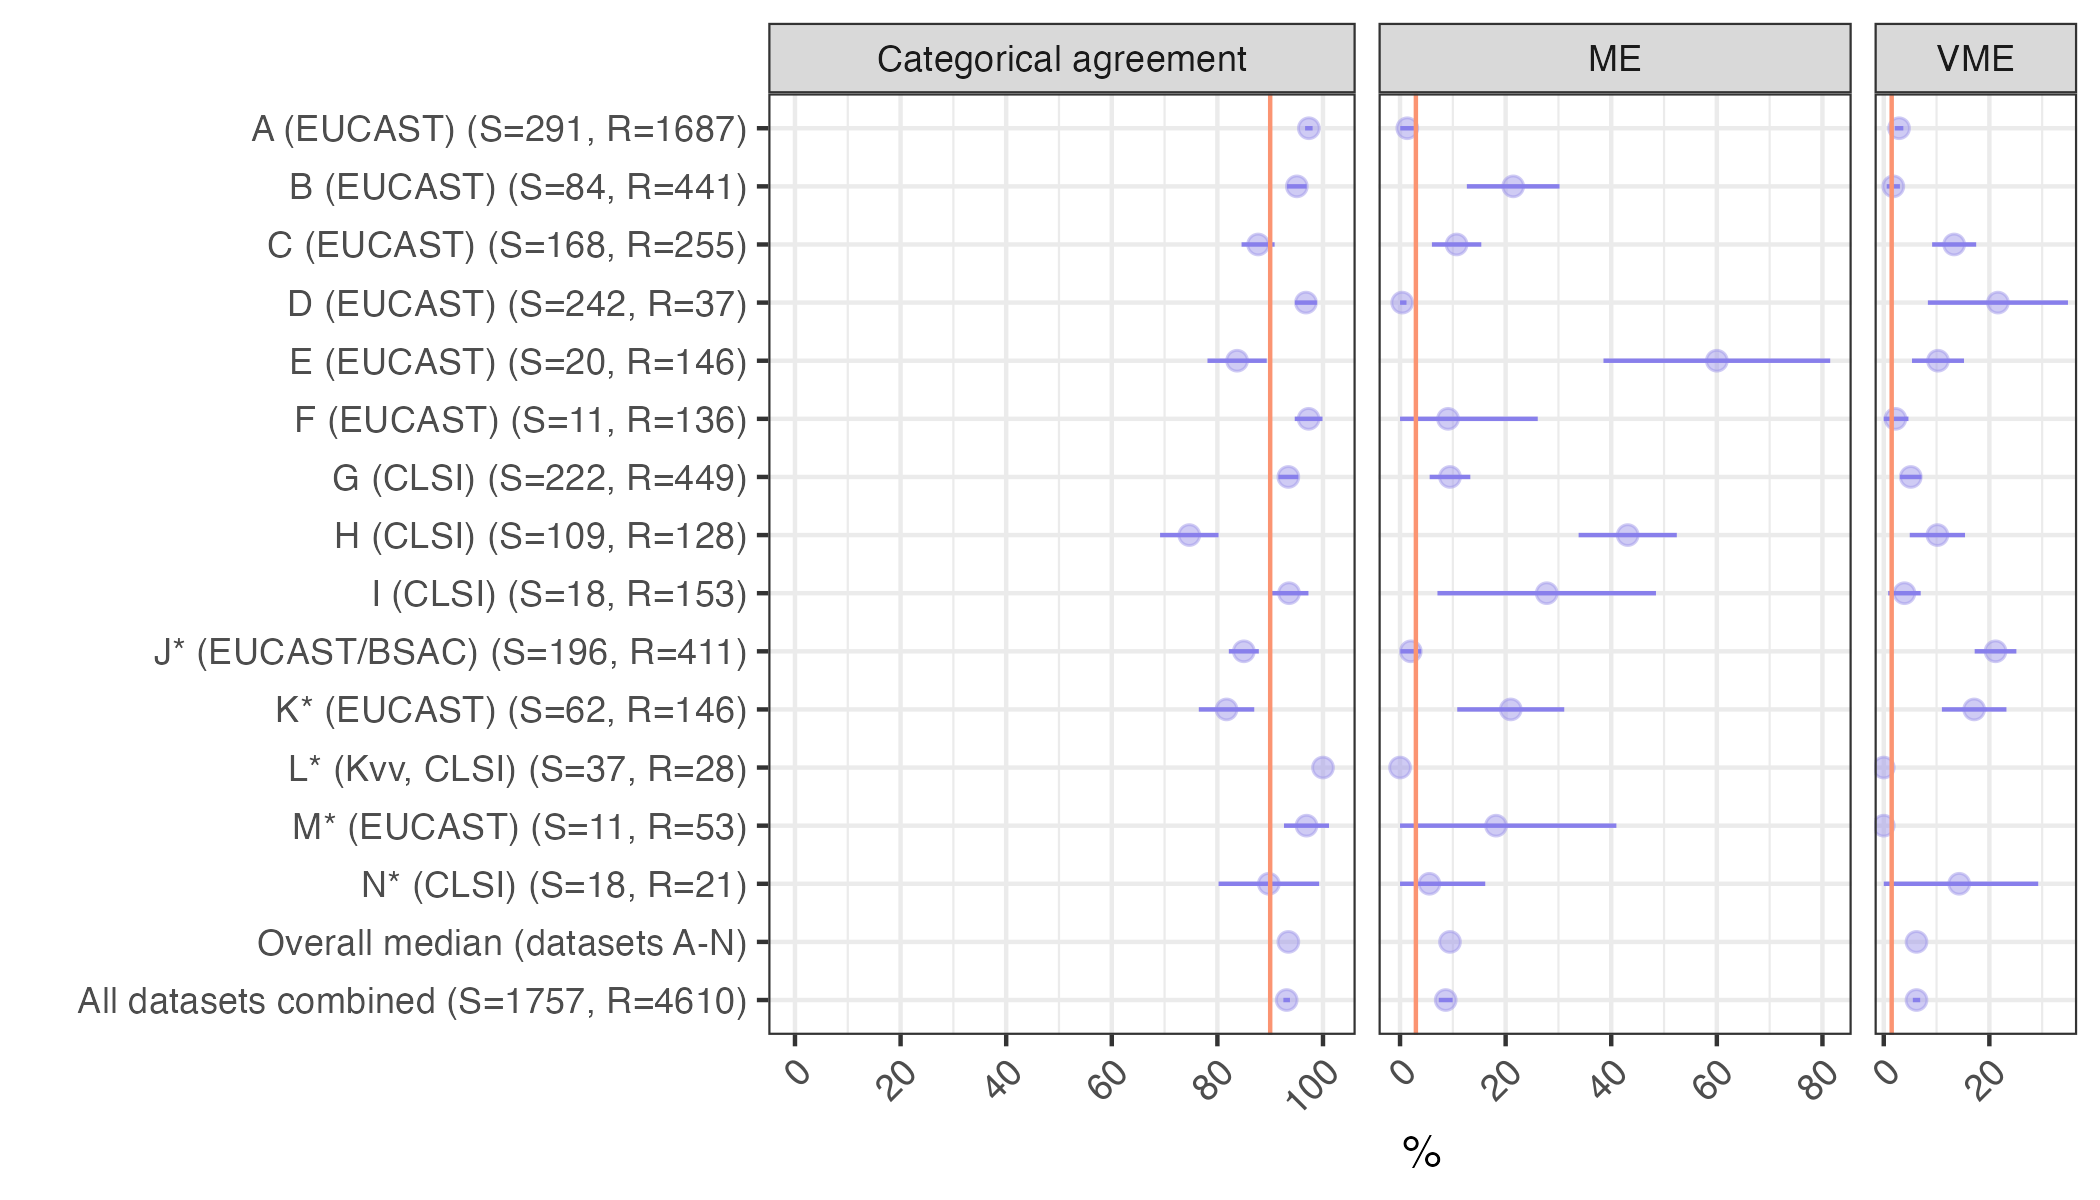 Categorical agreement ME VME
A (EUCAST) (S=291, R=1687)
B (EUCAST) (S=84, R=441)
C (EUCAST) (S=168, R=255)
D (EUCAST) (S=242, R=37)
E (EUCAST) (S=20, R=146)
F (EUCAST) (S=11, R=136)
G (CLSI) (S=222, R=449)
H (CLSI) (S=109, R=128)
I (CLSI) (S=18, R=153)
J* (EUCAST/BSAC) (S=196, R=411)
K* (EUCAST) (S=62, R=146)
L* (Kvv, CLSI) (S=37, R=28)
M* (EUCAST) (S=11, R=53)
N* (CLSI) (S=18, R=21)
Overall median (datasets A-N)
All datasets combined (S=1757, R=4610)
0 20 40 60 80 100 0 20 40 60 80 0 20
%